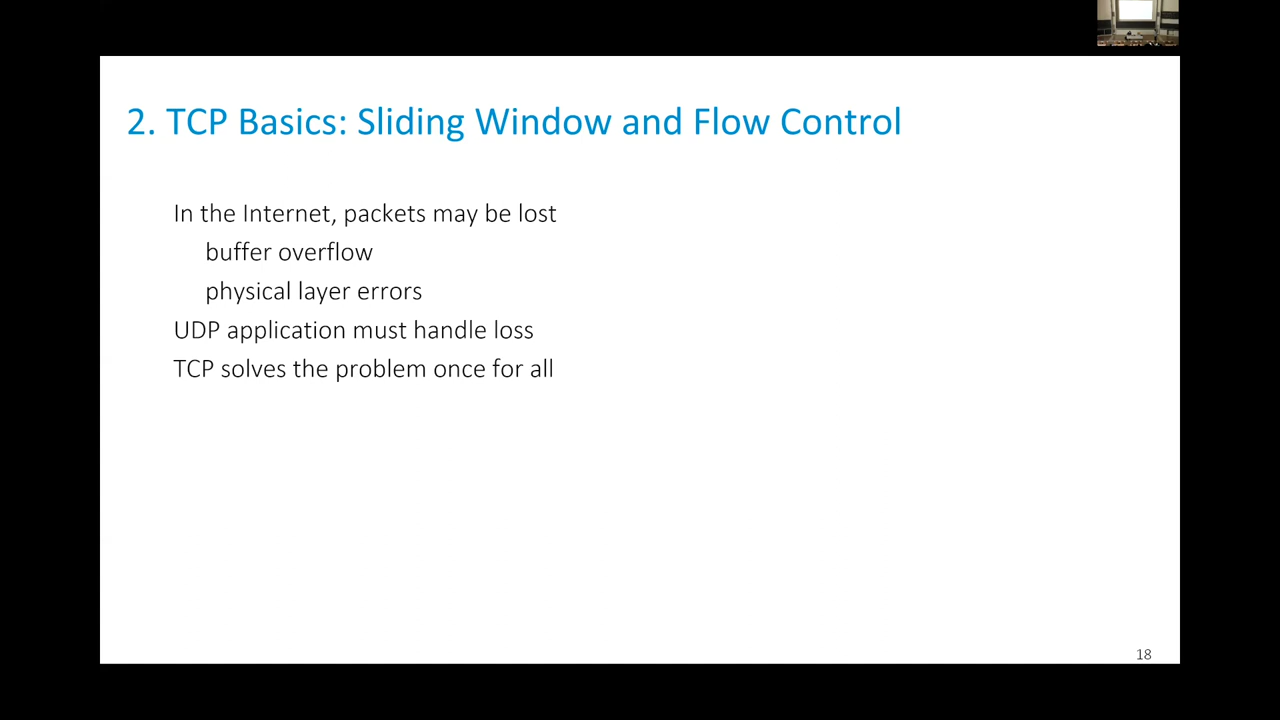 2. TCP Basics: Sliding Window and Flow Control
In the Internet, packets may be lost
buffer overflow
physical layer errors
UDP application must handle loss
TCP solves the problem once for all
18